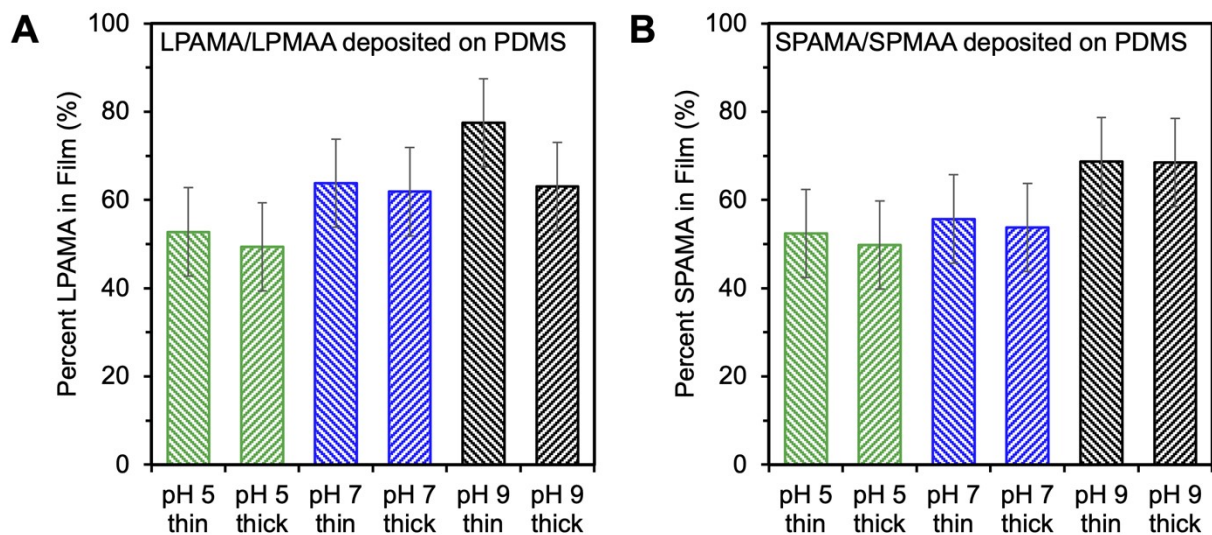 A
LPAMA/LPMAA deposited on PDMS
Percent LPAMA in Film (%)
100
80
60
40
20
0
pH 5 thin
pH 5 thick
pH 7 thin
pH 7 thick
pH 9 thin
pH 9 thick
B
SPAMA/SPMAA deposited on PDMS
Percent SPAMA in Film (%)
100
80
60
40
20
0
pH 5 thin
pH 5 thick
pH 7 thin
pH 7 thick
pH 9 thin
pH 9 thick